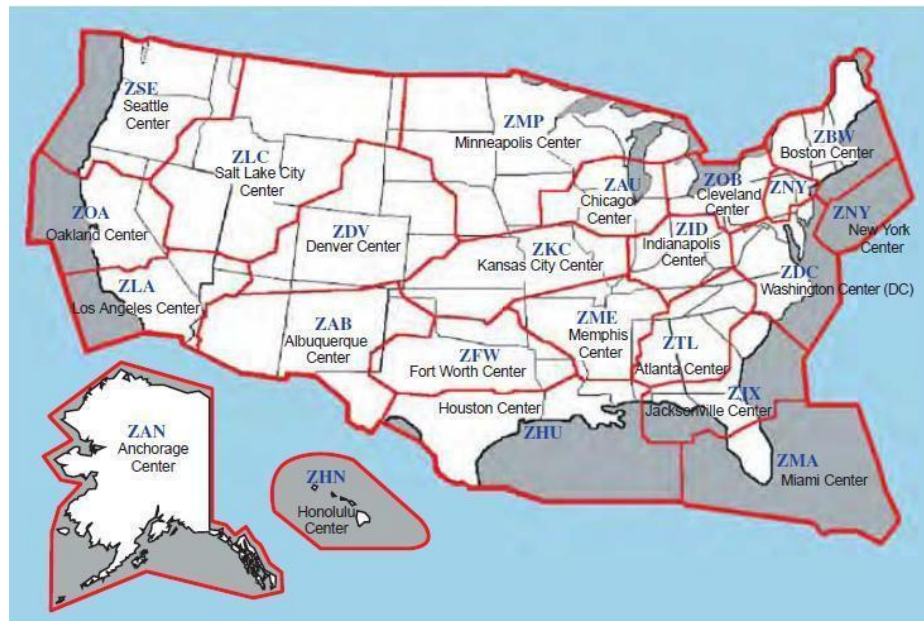 ZSE
Seattle
Center
ZMP
Minneapolis Center
ZBW
Boston Center
ZLC
Salt Lake City
Center
ZAU
Chicago
Center
ZOB
Cleveland
Center
ZNY
ZNY
New York
Center
ZOA
Oakland Center
ZDV
Denver Center
ZKC
Kansas City Center
ZID
Indianapolis
Center
ZDC
Washington Center (DC)
ZLA
Los Angeles Center
ZAB
Albuquerque
Center
ZME
Memphis
Center
ZFW
Fort Worth Center
ZTL
Atlanta Center
Houston Center
ZHU
ZJX
Jacksonville Center
ZMA
Miami Center
ZAN
Anchorage
Center
ZHN
Honolulu
Center